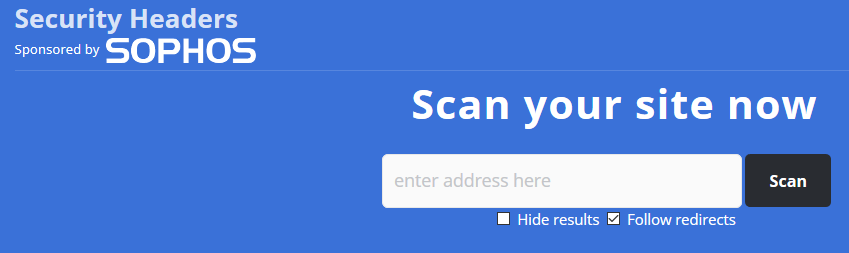 Security Headers
Sponsored by SOPHOS
Scan your site now
enter address here
Scan
Hide results
Follow redirects